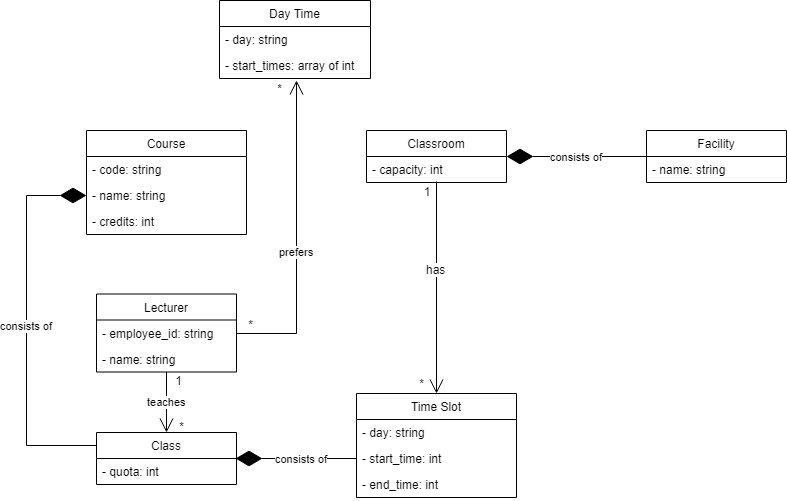 Day Time
- day: string
- start_times: array of int
*
Course
- code: string
- name: string
- credits: int
Classroom
- capacity: int
1
consists of
Facility
- name: string
prefers
has
consists of
Lecturer
- employee_id: string
- name: string
*
1
teaches
*
Class
- quota: int
consists of
*
Time Slot
- day: string
- start_time: int
- end_time: int